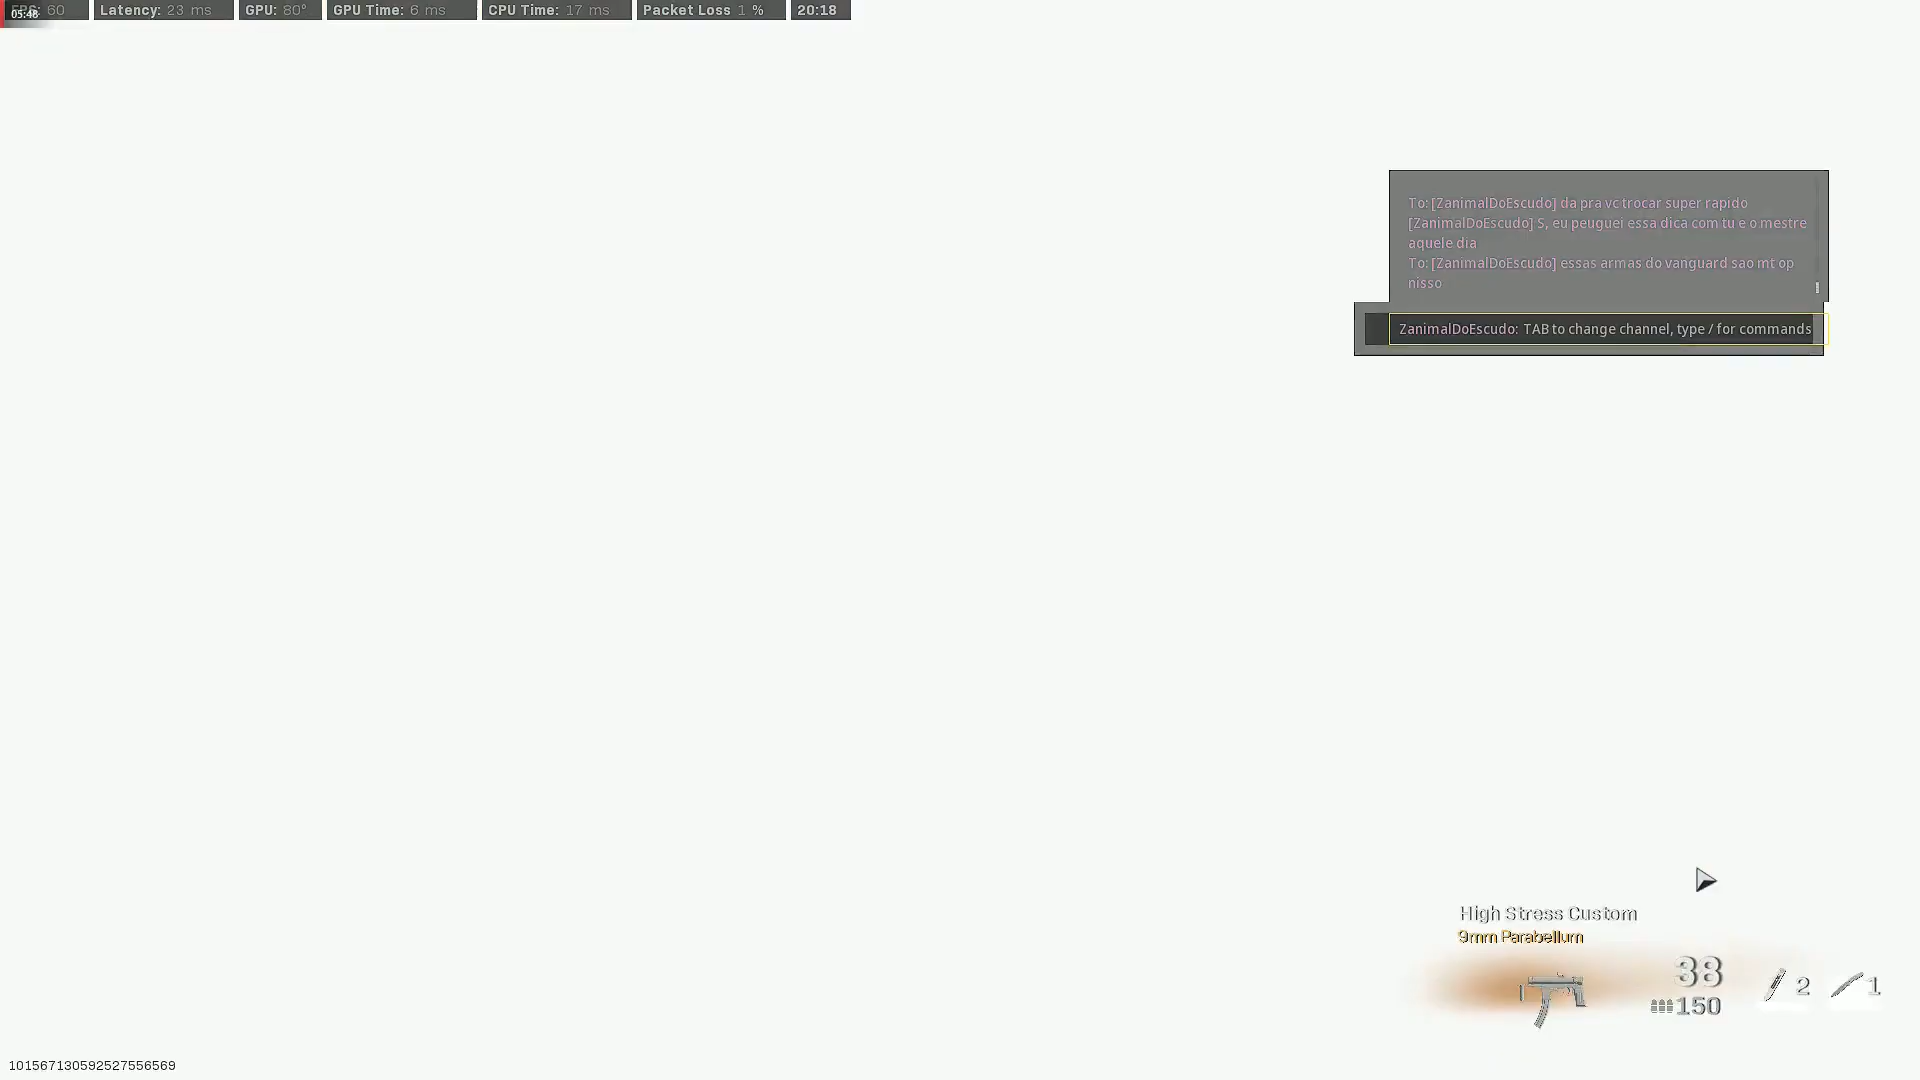 FPS: 60 Latency: 23 ms GPU: 80° GPU Time: 6 ms CPU Time: 17 ms Packet Loss 1 % 20:18
05:48
To: [ZanimalDoEscudo] da pra vc trocar super rapido
[ZanimalDoEscudo] S, eu peuguei essa dica com tu e o mestre
aquele dia
To: [ZanimalDoEscudo] essas armas do vanguard sao mt op
nisso
ZanimalDoEscudo: TAB to change channel, type / for commands
High Stress Custom
9mm Parabellum
38
150
2
1
101567130592527556569